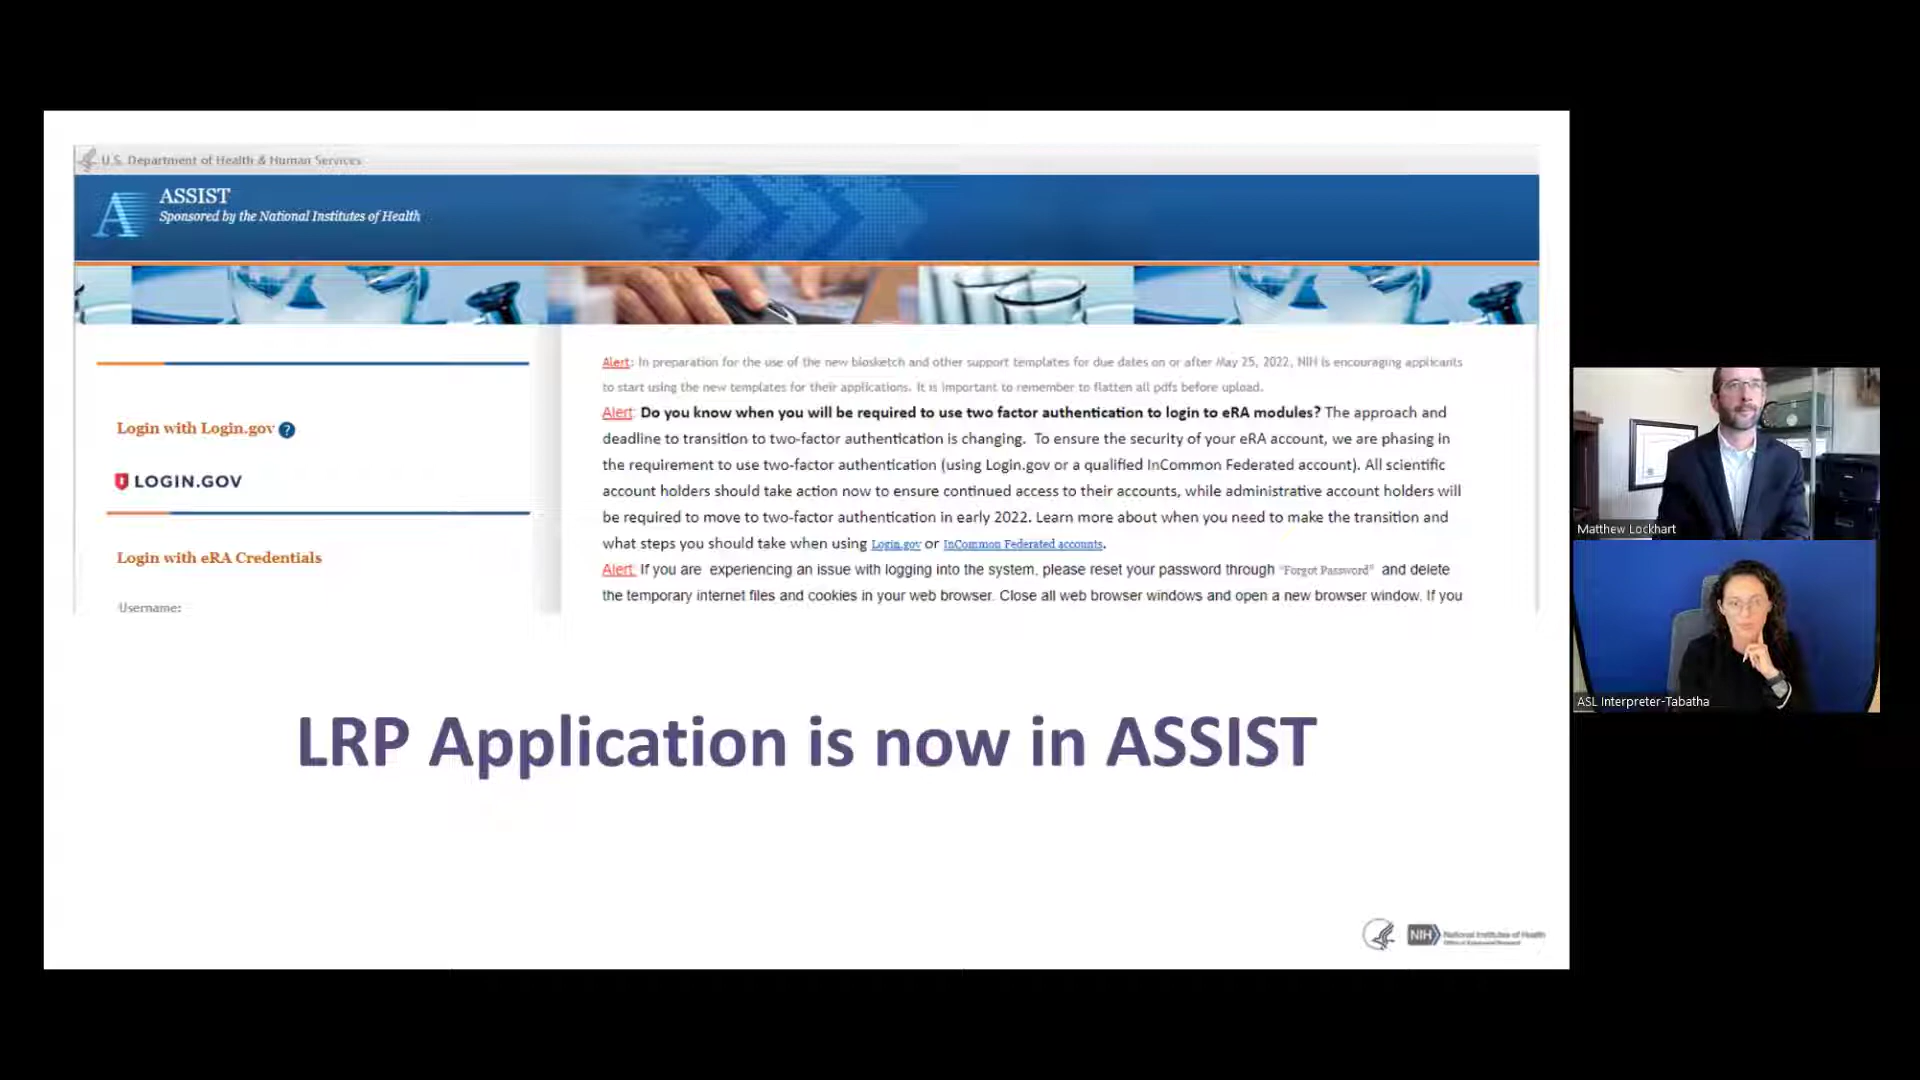 U.S. Department of Health & Human Services
ASSIST
Sponsored by the National Institutes of Health
Login with Login.gov ?
LOGIN.GOV
Login with eRA Credentials
Username:
Alert: In preparation for the use of the new biosketch and other support templates for due dates on or after May 25, 2022, NIH is encouraging applicants
to start using the new templates for their applications. It is important to remember to flatten all pdfs before upload.
Alert: Do you know when you will be required to use two factor authentication to login to eRA modules? The approach and
deadline to transition to two-factor authentication is changing. To ensure the security of your eRA account, we are phasing in
the requirement to use two-factor authentication (using Login.gov or a qualified InCommon Federated account). All scientific
account holders should take action now to ensure continued access to their accounts, while administrative account holders will
be required to move to two-factor authentication in early 2022. Learn more about when you need to make the transition and
what steps you should take when using Login.gov or InCommon Federated accounts.
Alert: If you are experiencing an issue with logging into the system, please reset your password through "Forgot Password" and delete
the temporary internet files and cookies in your web browser. Close all web browser windows and open a new browser window. If you
LRP Application is now in ASSIST
NIH National Institutes of Health
Office of Extramural Research
Matthew Lockhart
ASL Interpreter-Tabatha